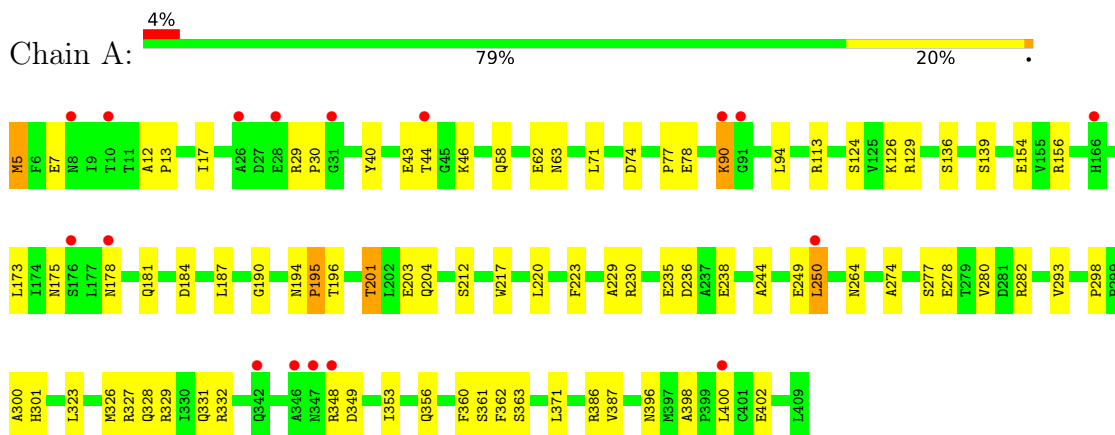 4%
Chain A:
79%
20%
•
M5 F6 E7 N8 I9 T10 T11 A12 P13 I17 A26 D27 E28 R29 P30 G31 Y40 E43 T44 G45 K46 Q58 E62 N63 L71 D74 P77 E78 K90 G91 L94 R113 S124 V125 K126 R129 S136 S139 E154 V155 R156 H166
L173 I174 N175 S176 L177 N178 Q181 D184 L187 G190 N194 P195 T196 T201 L202 E203 Q204 S212 W217 L220 F223 A229 R230 E235 D236 A237 E238 A244 E249 L250 N264 A274 S277 E278 T279 V280 D281 R282 V293 P298
A300 H301 L323 M326 R327 Q328 R329 I330 Q331 R332 Q342 A346 N347 R348 D349 I353 Q356 F360 S361 F362 S363 L371 R386 V387 N396 M397 A398 P399 L400 C401 E402 L409